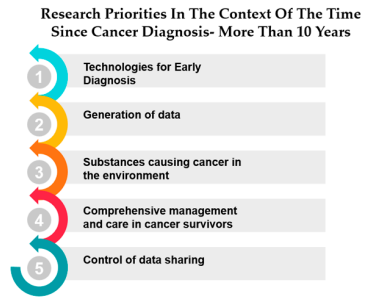 Research Priorities In The Context Of The Time
Since Cancer Diagnosis- More Than 10 Years
1
Technologies for Early
Diagnosis
2
Generation of data
3
Substances causing cancer in
the environment
4
Comprehensive management
and care in cancer survivors
5
Control of data sharing